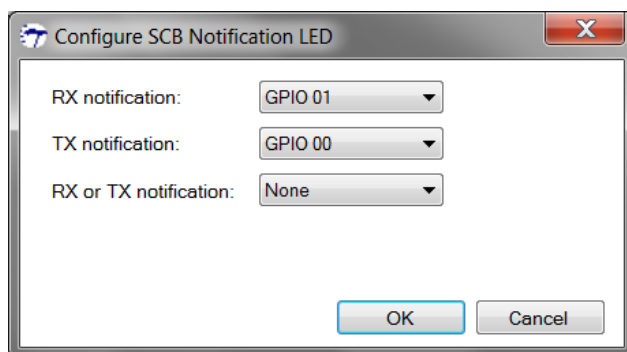 Configure SCB Notification LED
RX notification: GPIO 01
TX notification: GPIO 00
RX or TX notification: None
OK Cancel